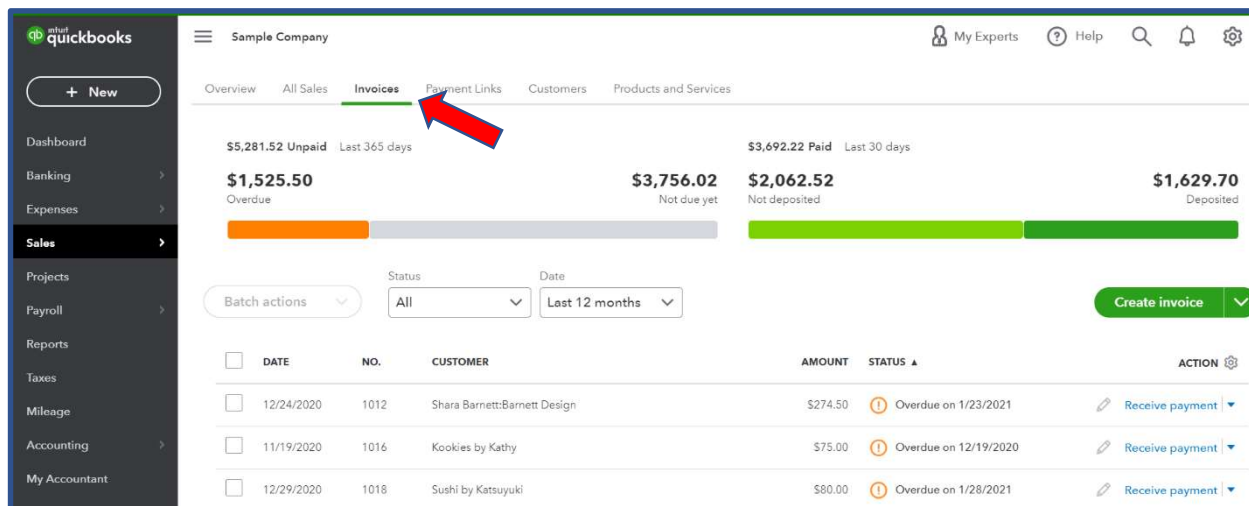 intuit
quickbooks
Sample Company
My Experts
Help
+ New
Overview All Sales Invoices Payment Links Customers Products and Services
Dashboard
Banking
Expenses
Sales
Projects
Payroll
Reports
Taxes
Mileage
Accounting
My Accountant
$5,281.52 Unpaid Last 365 days
$1,525.50 $3,756.02
Overdue Not due yet
$3,692.22 Paid Last 30 days
$2,062.52 $1,629.70
Not deposited Deposited
Status Date
Batch actions All Last 12 months Create invoice
DATE NO. CUSTOMER AMOUNT STATUS ▲ ACTION
12/24/2020 1012 Shara Barnett:Barnett Design $274.50 Overdue on 1/23/2021 Receive payment
11/19/2020 1016 Kookies by Kathy $75.00 Overdue on 12/19/2020 Receive payment
12/29/2020 1018 Sushi by Katsuyuki $80.00 Overdue on 1/28/2021 Receive payment